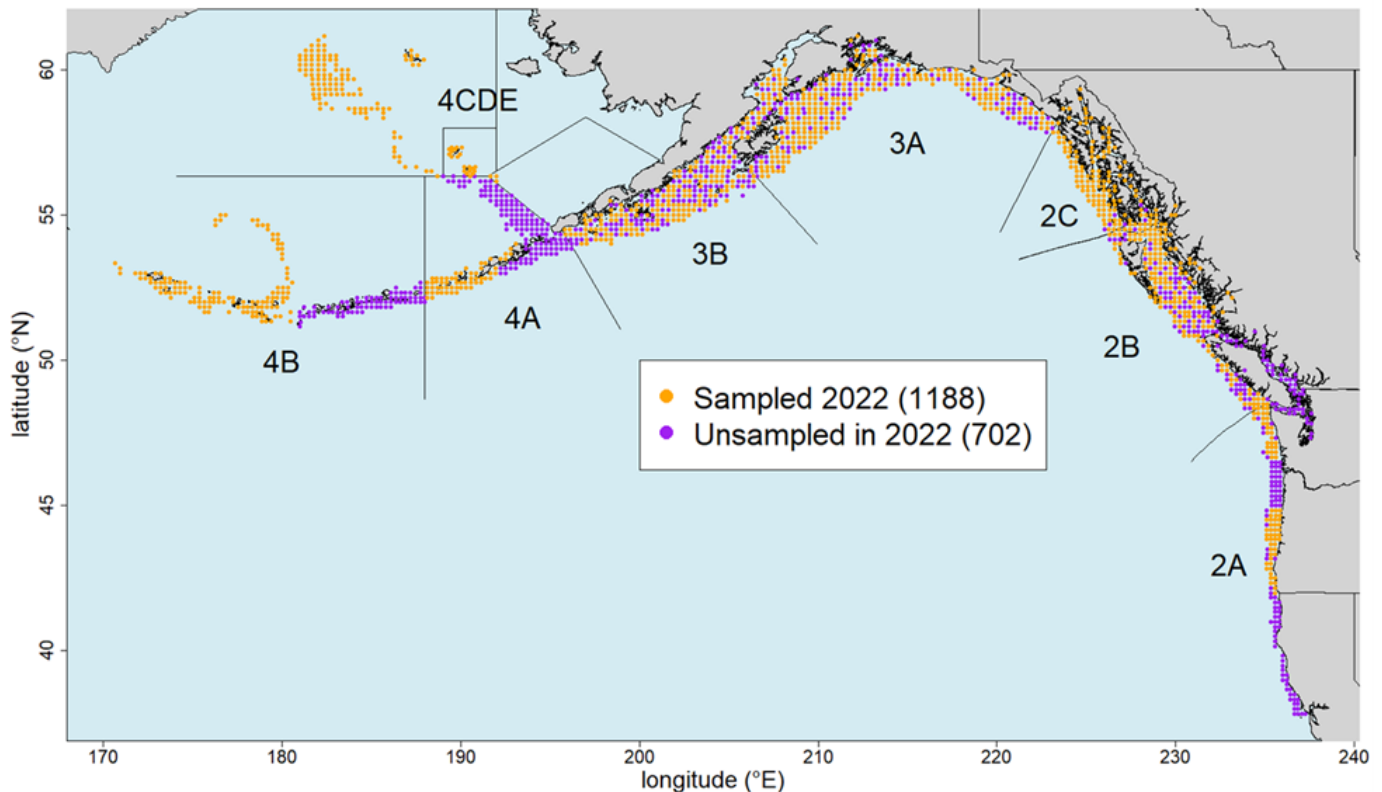 60
55
50
45
40
latitude (°N)
4CDE
3A
2C
3B
4A
2B
4B
Sampled 2022 (1188)
Unsampled in 2022 (702)
2A
170
180
190
200
210
220
230
240
longitude (°E)